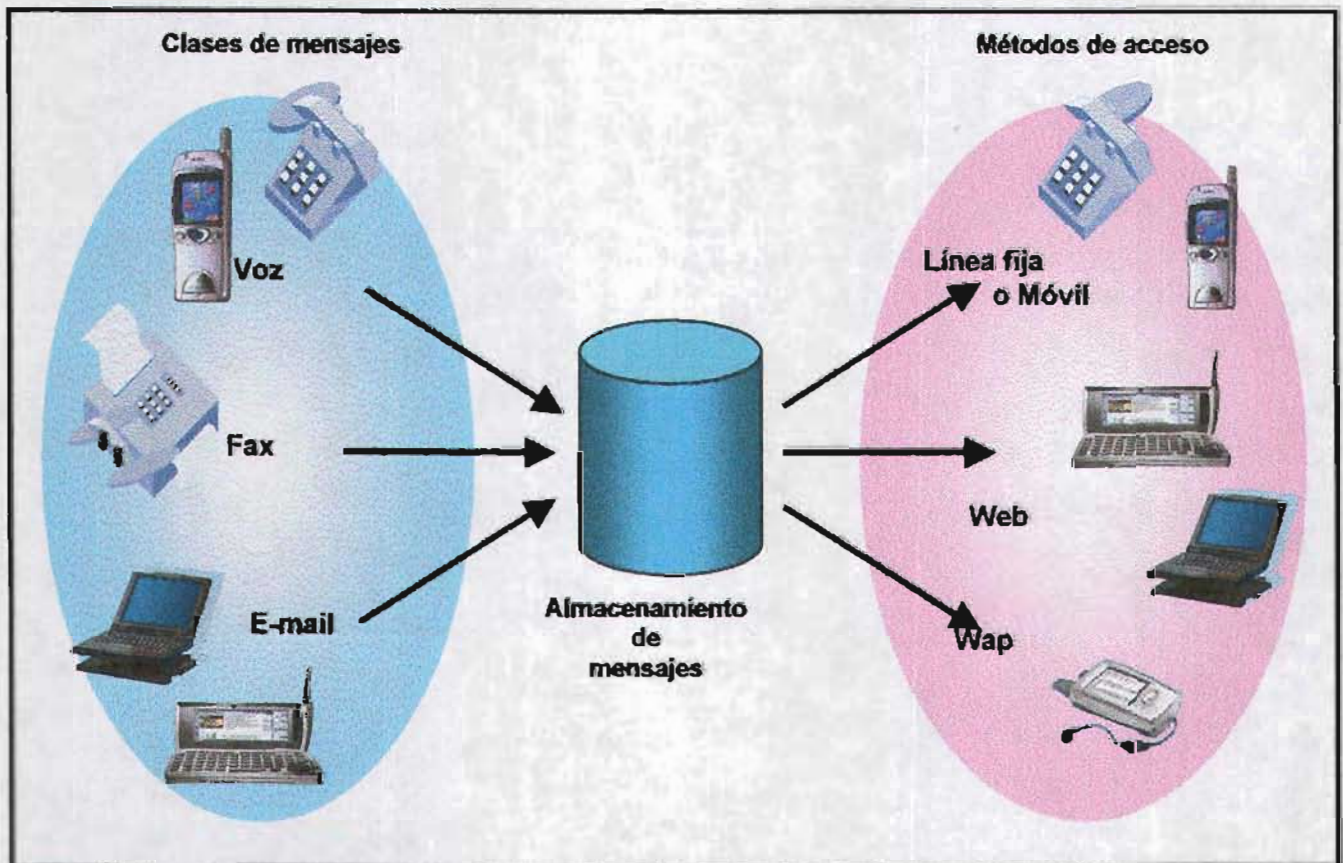 Clases de mensajes
Métodos de acceso
Voz
Fax
E-mail
Almacenamiento
de
mensajes
Línea fija
o Móvil
Web
Wap